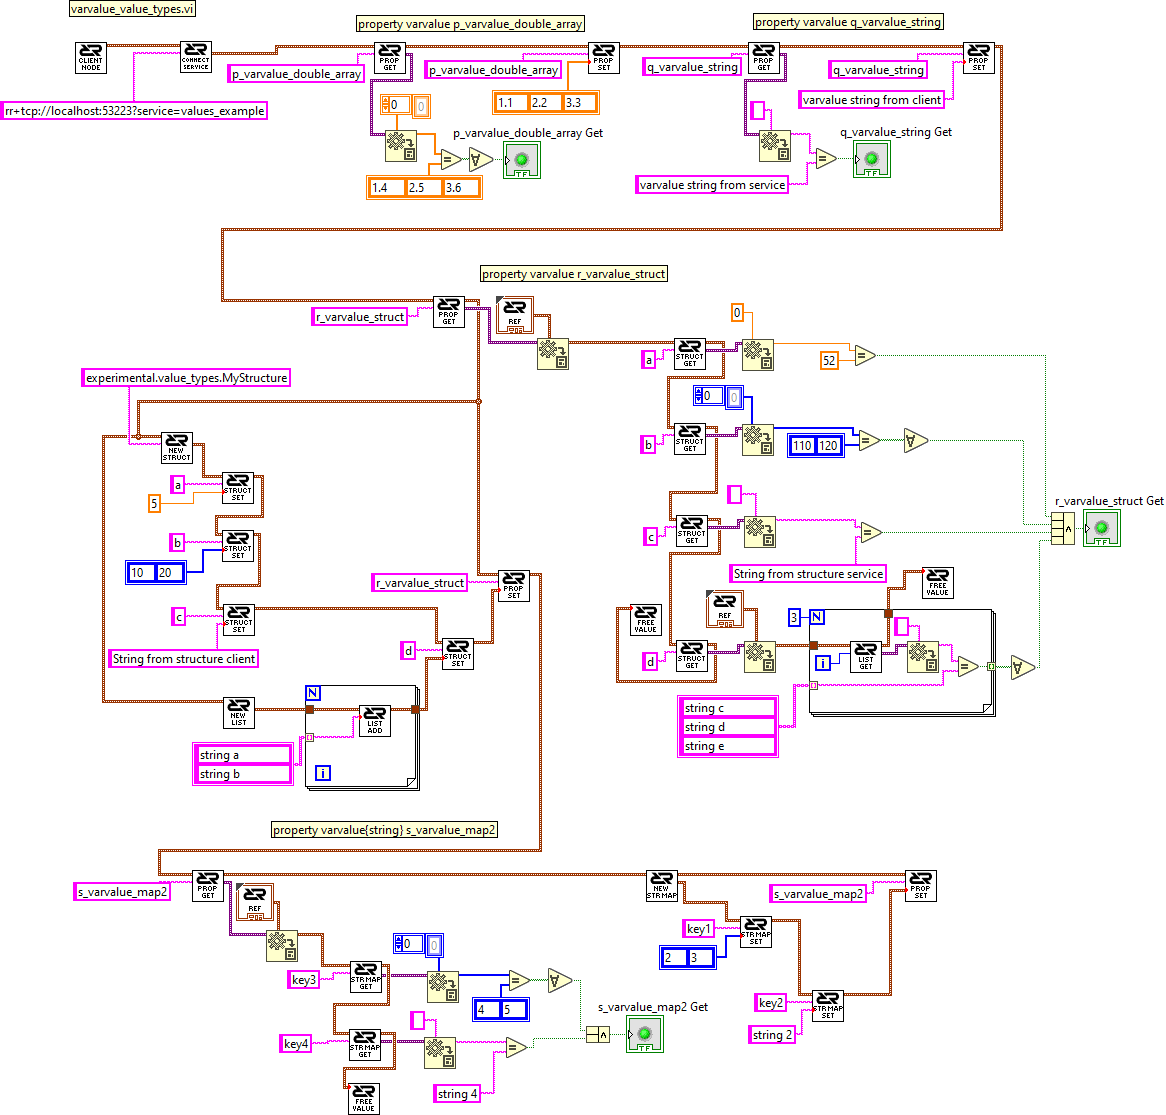 varvalue_value_types.vi
property varvalue p_varvalue_double_array
property varvalue q_varvalue_string
CLIENT NODE
CONNECT SERVICE
PROP GET
PROP SET
PROP GET
PROP SET
p_varvalue_double_array
p_varvalue_double_array
q_varvalue_string
q_varvalue_string
rr+tcp://localhost:53223?service=values_example
0
0
1.1 2.2 3.3
varvalue string from client
p_varvalue_double_array Get
q_varvalue_string Get
=
=
TF
TF
1.4 2.5 3.6
varvalue string from service
property varvalue r_varvalue_struct
r_varvalue_struct
PROP GET
REF
0
a
STRUCT GET
52
=
experimental.value_types.MyStructure
0
0
NEW STRUCT
b
STRUCT GET
110 120
=
a
STRUCT SET
5
r_varvalue_struct Get
b
STRUCT SET
c
STRUCT GET
=
TF
10 20
r_varvalue_struct
PROP SET
String from structure service
FREE VALUE
c
STRUCT SET
FREE VALUE
REF
3
N
d
STRUCT SET
d
STRUCT GET
i
LIST GET
=
String from structure client
NEW LIST
N
LIST ADD
string a
string b
i
string c
string d
string e
property varvalue{string} s_varvalue_map2
s_varvalue_map2
PROP GET
REF
NEW STRMAP
s_varvalue_map2
PROP SET
key1
STRMAP SET
2 3
0
0
key3
STRMAP GET
=
4 5
key2
STRMAP SET
s_varvalue_map2 Get
string 2
key4
STRMAP GET
=
TF
string 4
FREE VALUE